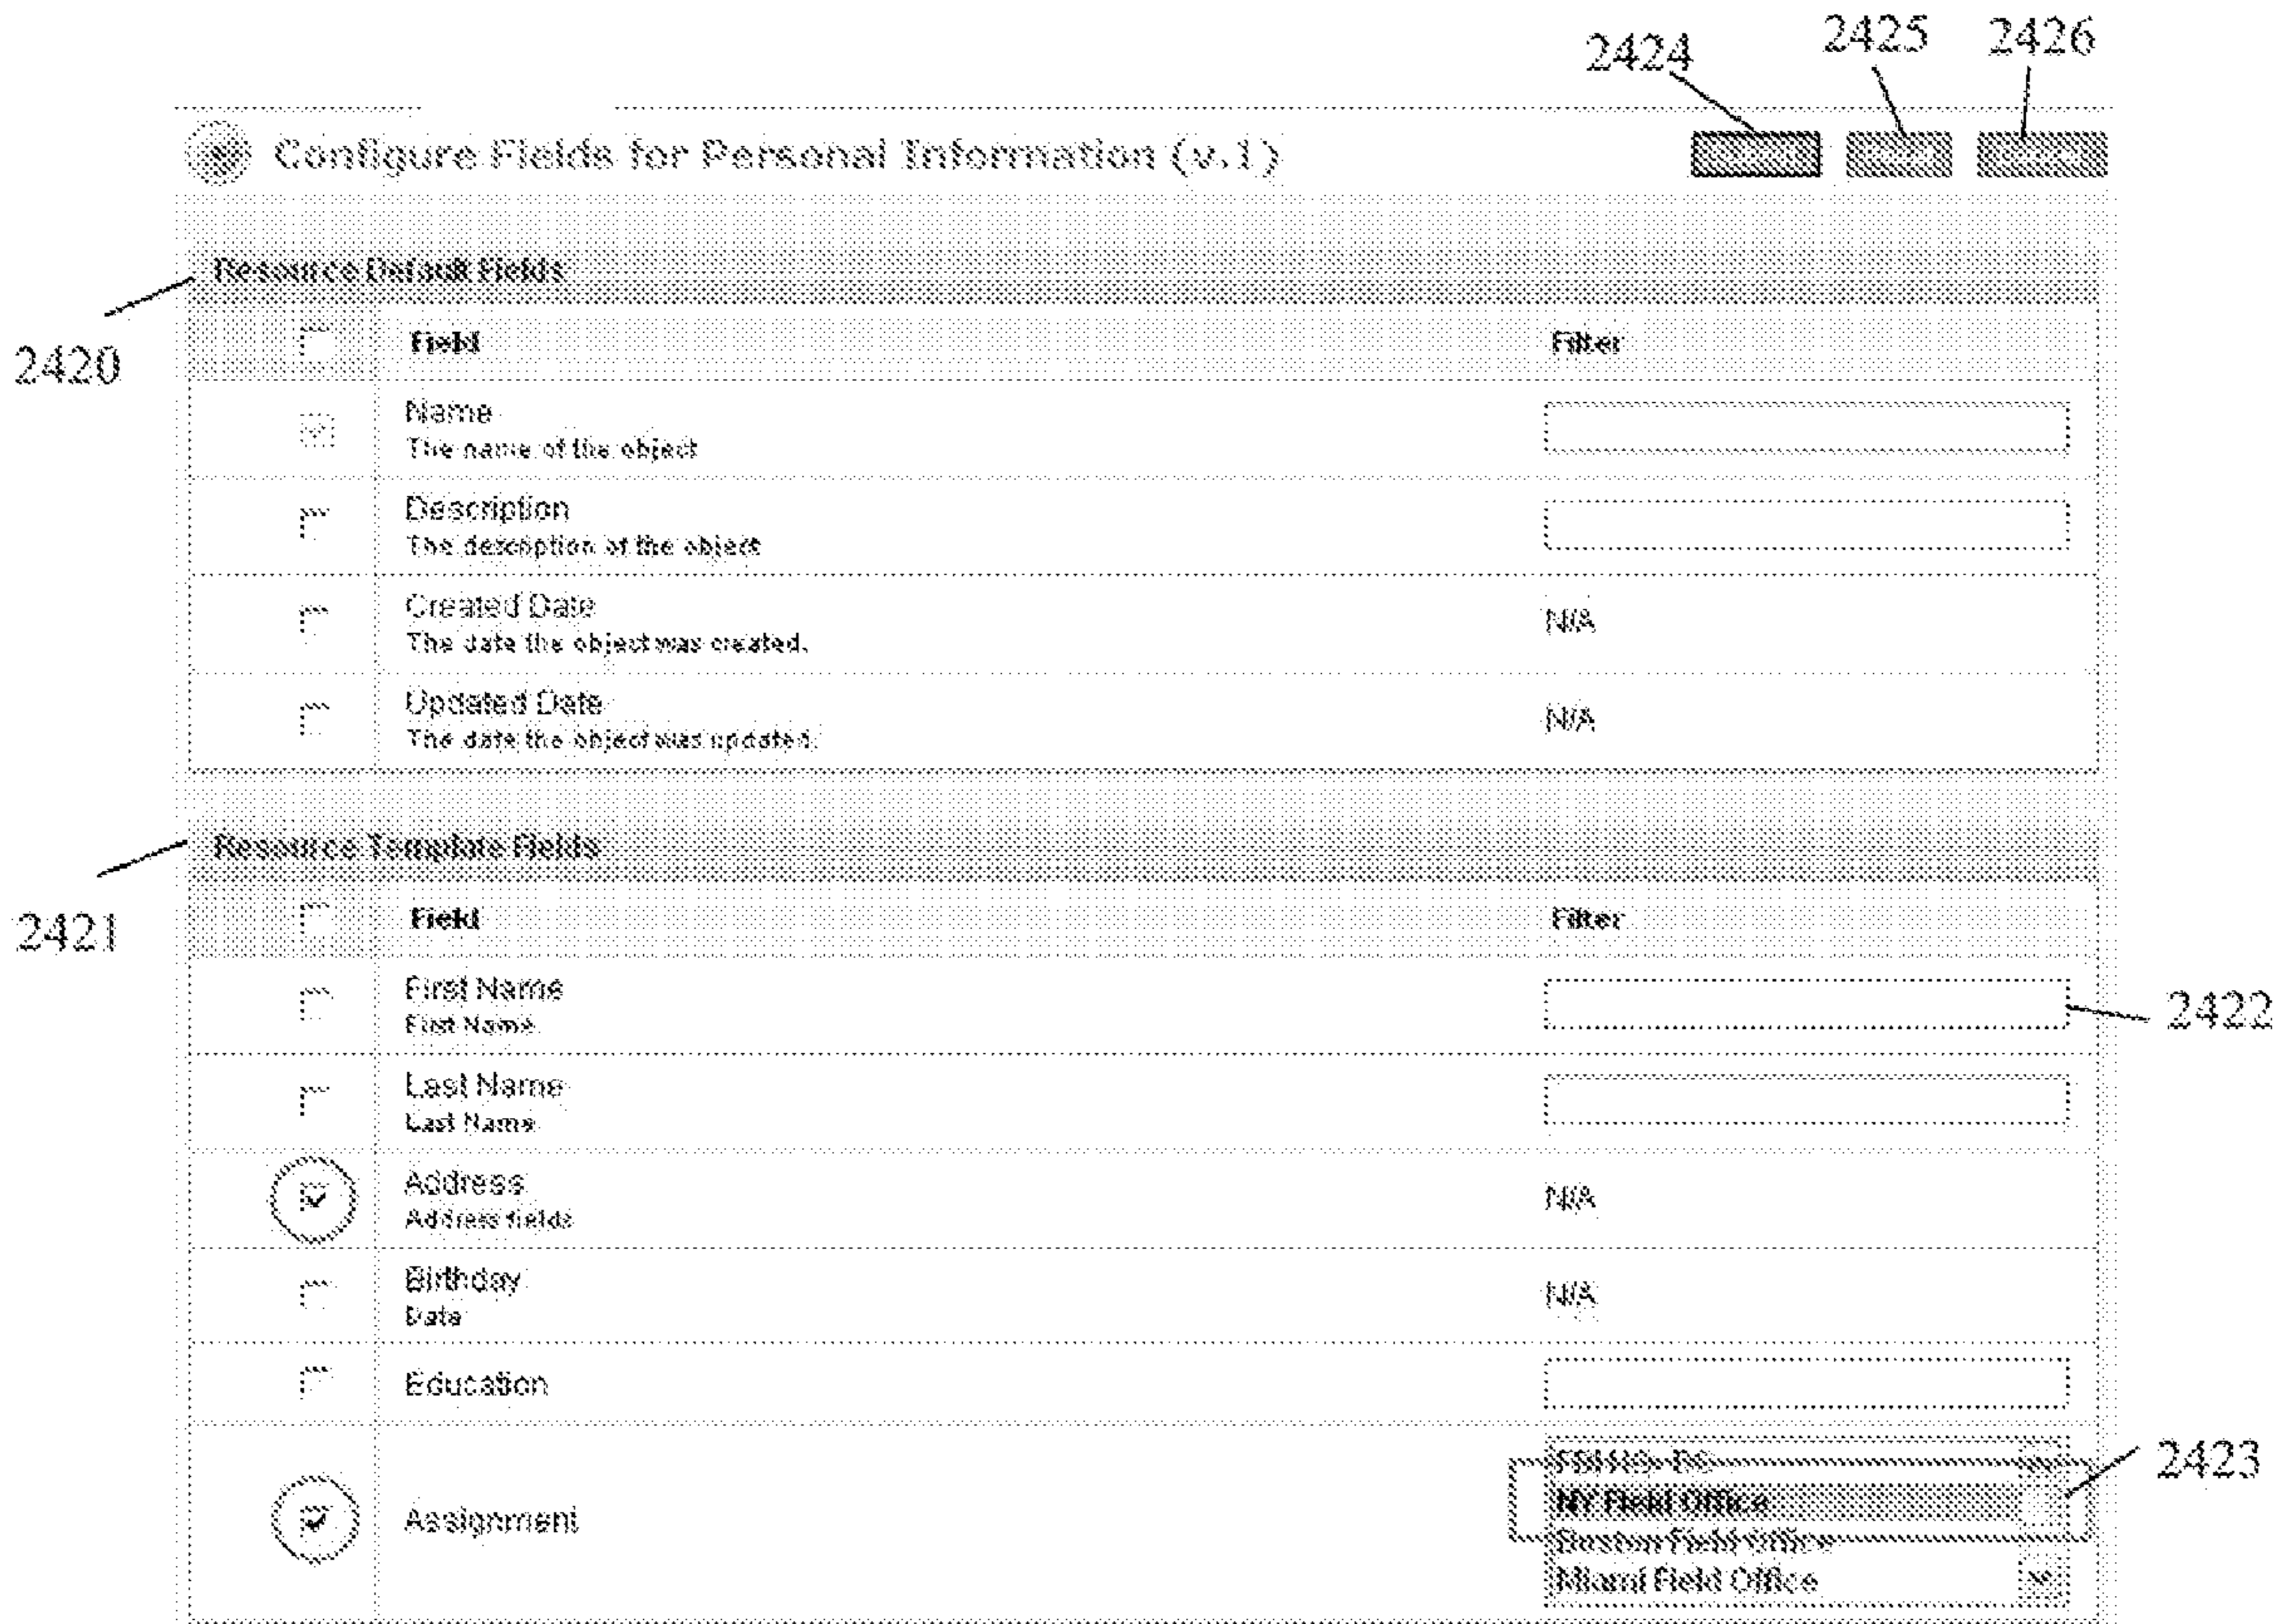 2424 2425 2426
Configure Fields for Personal Information (v.1)
Resource Default Fields
2420
Field Filter
Name
The name of the object
Description
The description of the object
Created Date N/A
The date the object was created.
Updated Date N/A
The date the object was updated.
Resource Template Fields
2421
Field Filter
First Name
First Name
2422
Last Name
Last Name
Address N/A
Address fields
Birthday N/A
Date
Education
2423
NY Field Office
Assignment
Boston Field Office
Miami Field Office